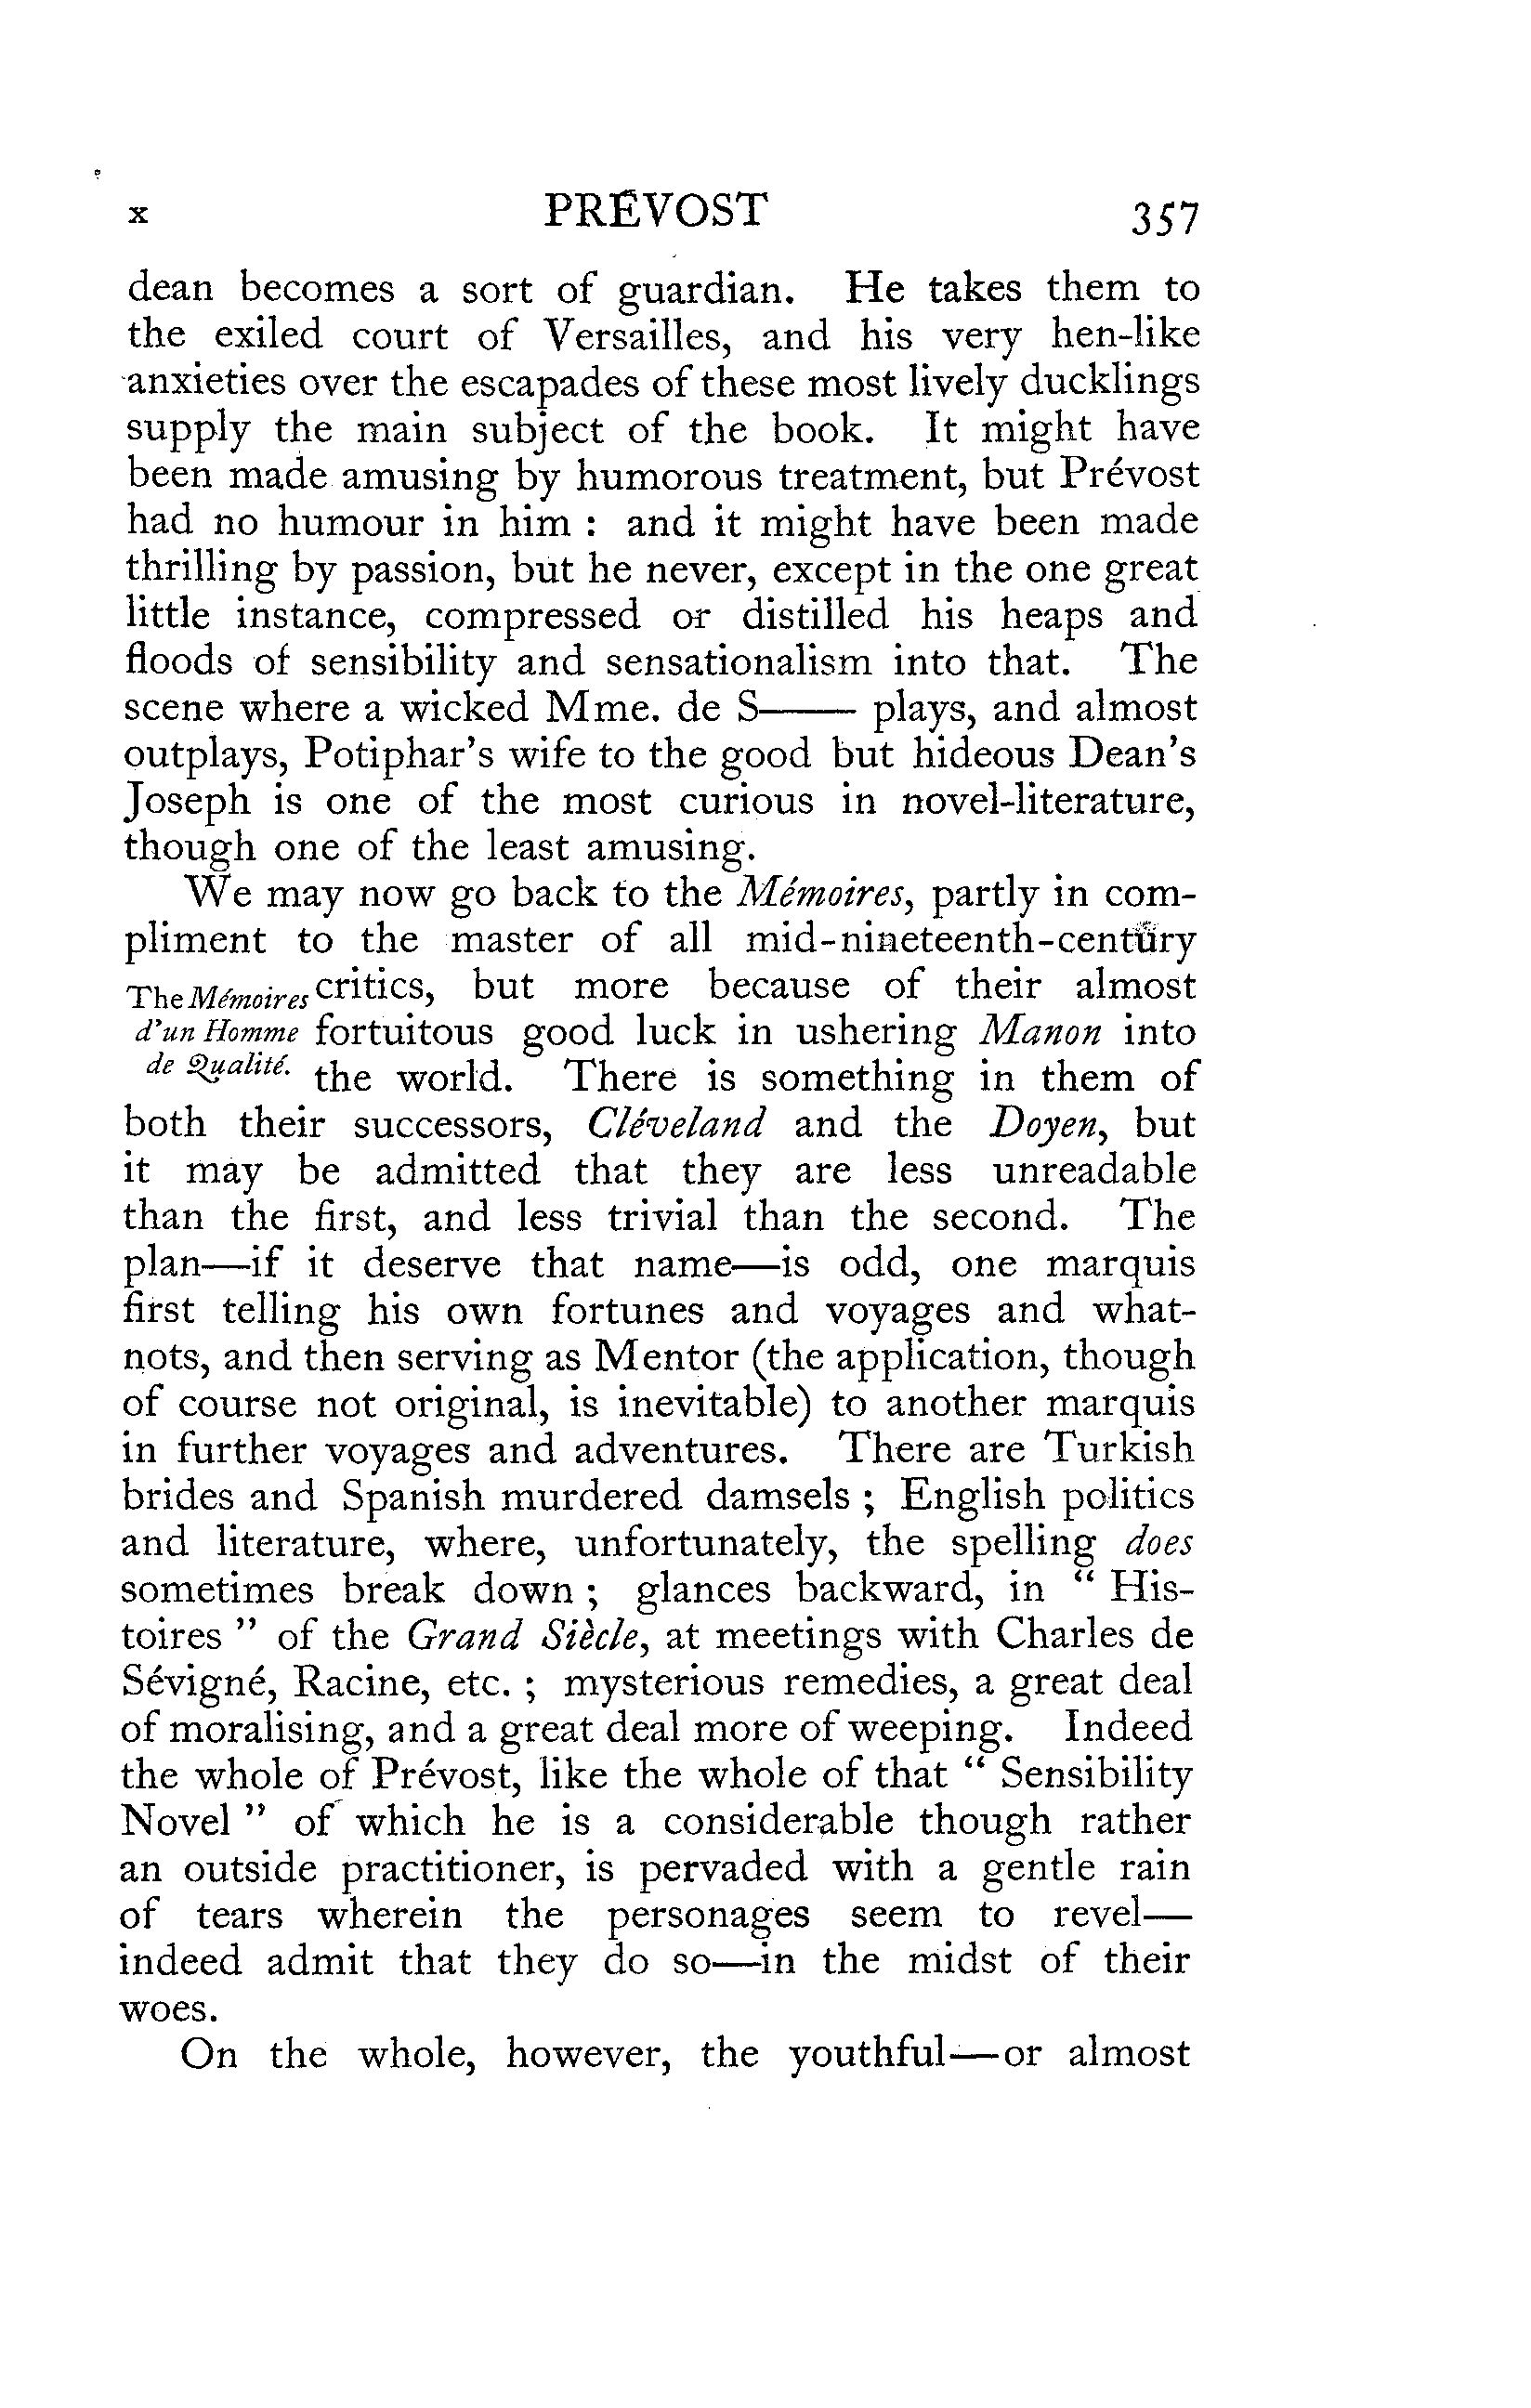 x PRÉVOST 357
dean becomes a sort of guardian. He takes them to
the exiled court of Versailles, and his very hen-like
anxieties over the escapades of these most lively ducklings
supply the main subject of the book. It might have
been made amusing by humorous treatment, but Prévost
had no humour in him : and it might have been made
thrilling by passion, but he never, except in the one great
little instance, compressed or distilled his heaps and
floods of sensibility and sensationalism into that. The
scene where a wicked Mme. de S—— plays, and almost
outplays, Potiphar's wife to the good but hideous Dean's
Joseph is one of the most curious in novel-literature,
though one of the least amusing.
We may now go back to the Mémoires, partly in com-
pliment to the master of all mid-nineteenth-century
The Mémoires critics, but more because of their almost
d'un Homme fortuitous good luck in ushering Manon into
de Qualité. the world. There is something in them of
both their successors, Cléveland and the Doyen, but
it may be admitted that they are less unreadable
than the first, and less trivial than the second. The
plan—if it deserve that name—is odd, one marquis
first telling his own fortunes and voyages and what-
nots, and then serving as Mentor (the application, though
of course not original, is inevitable) to another marquis
in further voyages and adventures. There are Turkish
brides and Spanish murdered damsels ; English politics
and literature, where, unfortunately, the spelling does
sometimes break down ; glances backward, in “ His-
toires ” of the Grand Siècle, at meetings with Charles de
Sévigné, Racine, etc. ; mysterious remedies, a great deal
of moralising, and a great deal more of weeping. Indeed
the whole of Prévost, like the whole of that “ Sensibility
Novel ” of which he is a considerable though rather
an outside practitioner, is pervaded with a gentle rain
of tears wherein the personages seem to revel—
indeed admit that they do so—in the midst of their
woes.
On the whole, however, the youthful—or almost